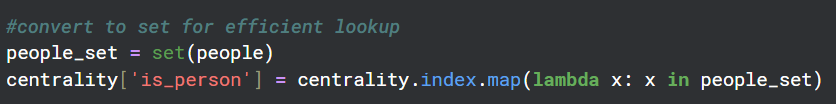 #convert to set for efficient lookup
people_set = set(people)
centrality['is_person'] = centrality.index.map(lambda x: x in people_set)